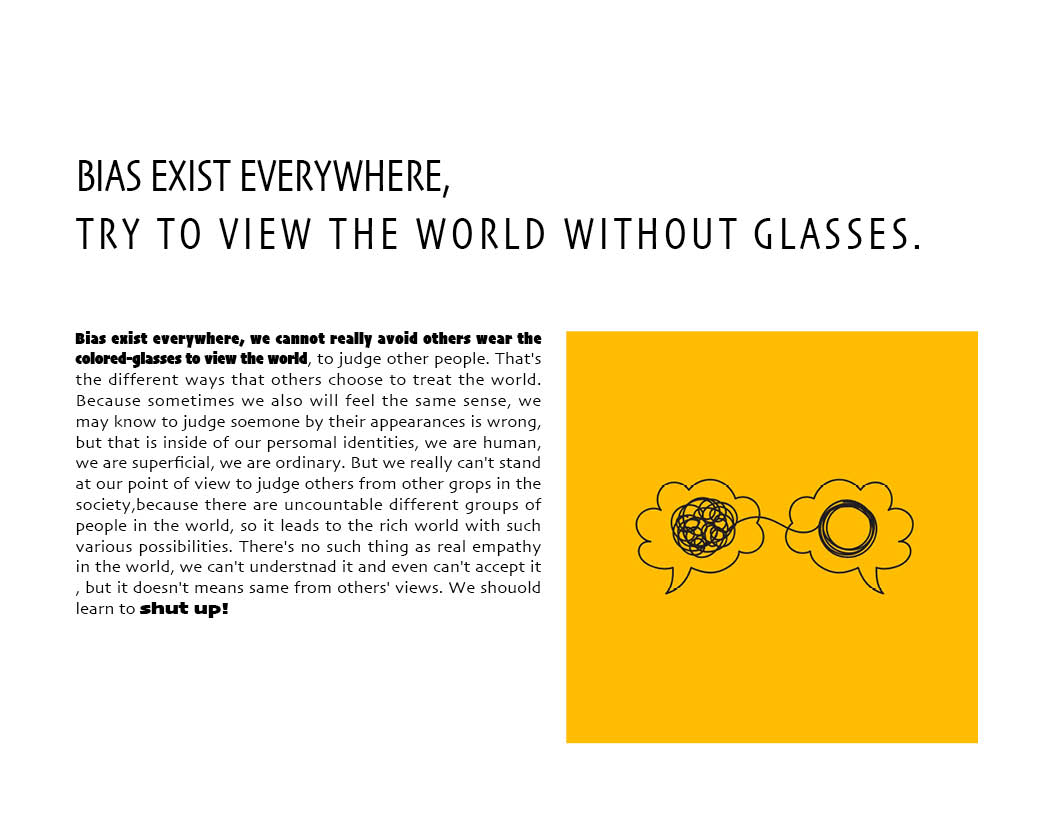 BIAS EXIST EVERYWHERE,
TRY TO VIEW THE WORLD WITHOUT GLASSES.
Bias exist everywhere, we cannot really avoid others wear the
colored-glasses to view the world, to judge other people. That's
the different ways that others choose to treat the world.
Because sometimes we also will feel the same sense, we
may know to judge soemone by their appearances is wrong,
but that is inside of our persomal identities, we are human,
we are superficial, we are ordinary. But we really can't stand
at our point of view to judge others from other grops in the
society,because there are uncountable different groups of
people in the world, so it leads to the rich world with such
various possibilities. There's no such thing as real empathy
in the world, we can't understnad it and even can't accept it
, but it doesn't means same from others' views. We shouold
learn to shut up!